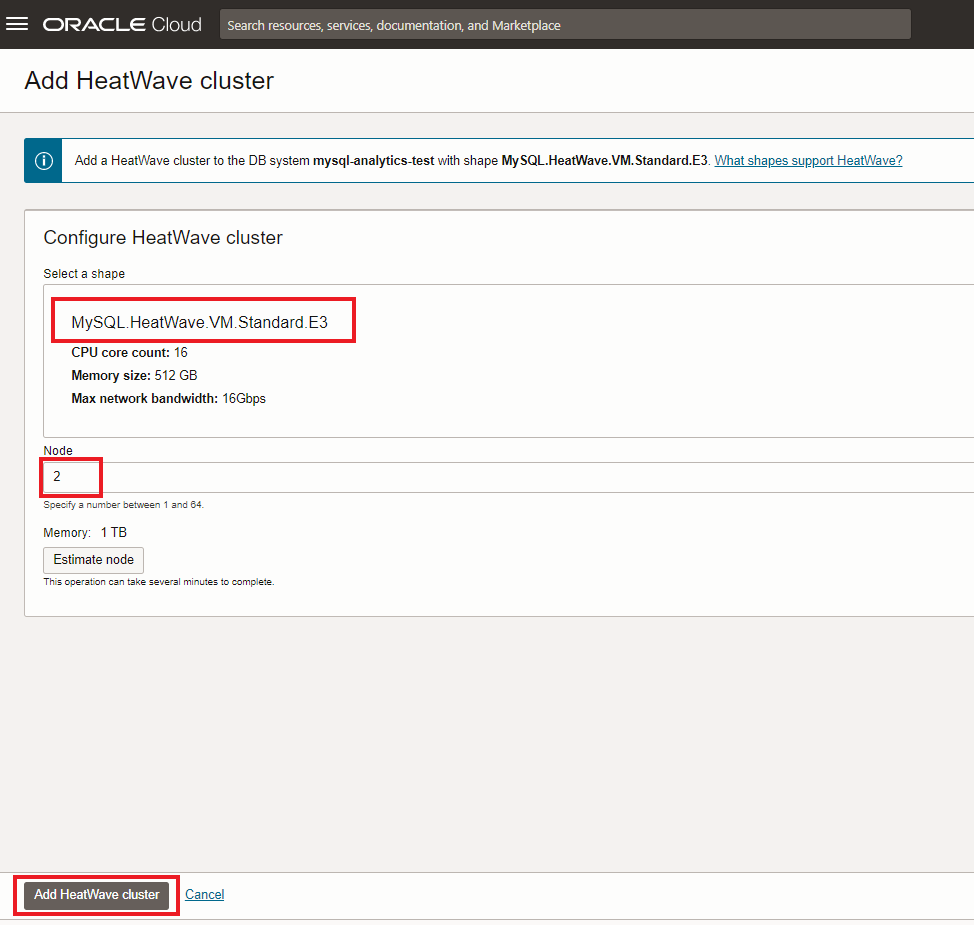 ORACLE Cloud
Search resources, services, documentation, and Marketplace
Add HeatWave cluster
Add a HeatWave cluster to the DB system mysql-analytics-test with shape MySQL.HeatWave.VM.Standard.E3. What shapes support HeatWave?
Configure HeatWave cluster
Select a shape
MySQL.HeatWave.VM.Standard.E3
CPU core count: 16
Memory size: 512 GB
Max network bandwidth: 16Gbps
Node
2
Specify a number between 1 and 64.
Memory: 1 TB
Estimate node
This operation can take several minutes to complete.
Add HeatWave cluster Cancel